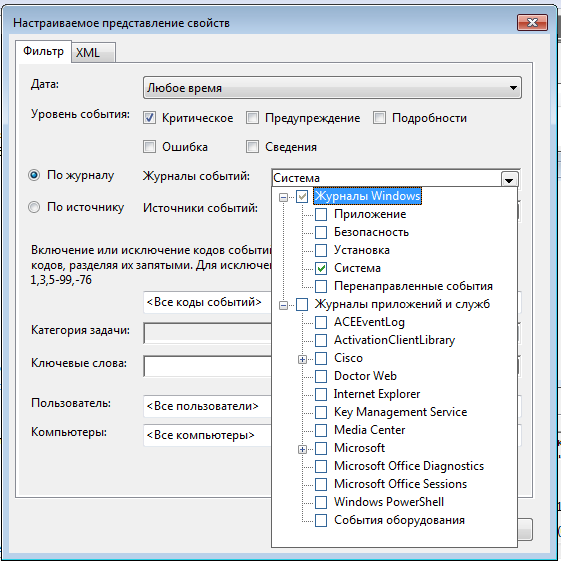 Настраиваемое представление свойств
Фильтр
XML
Дата:
Любое время
Уровень события:
Критическое
Предупреждение
Подробности
Ошибка
Сведения
По журналу
Журналы событий:
Система
По источнику
Источники событий:
Журналы Windows
Приложение
Безопасность
Установка
Система
Перенаправленные события
Журналы приложений и служб
ACEEventLog
ActivationClientLibrary
Cisco
Doctor Web
Internet Explorer
Key Management Service
Media Center
Microsoft
Microsoft Office Diagnostics
Microsoft Office Sessions
Windows PowerShell
События оборудования
Включение или исключение кодов событи
кодов, разделяя их запятыми. Для исключен
1,3,5-99,-76
<Все коды событий>
Категория задачи:
Ключевые слова:
Пользователь:
<Все пользователи>
Компьютеры:
<Все компьютеры>